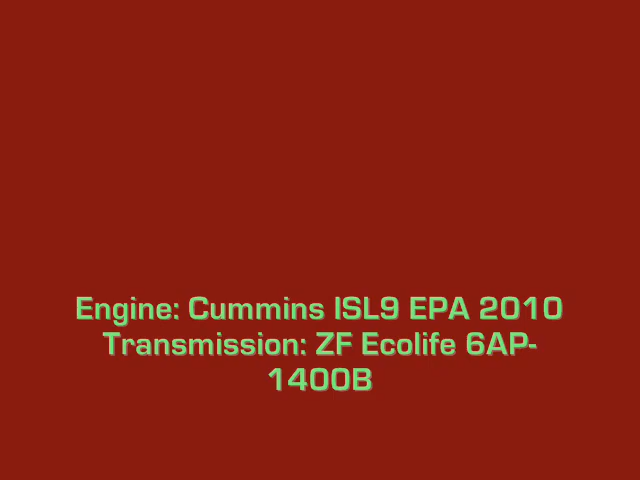 Engine: Cummins ISL9 EPA 2010
Transmission: ZF Ecolife 6AP-
1400B